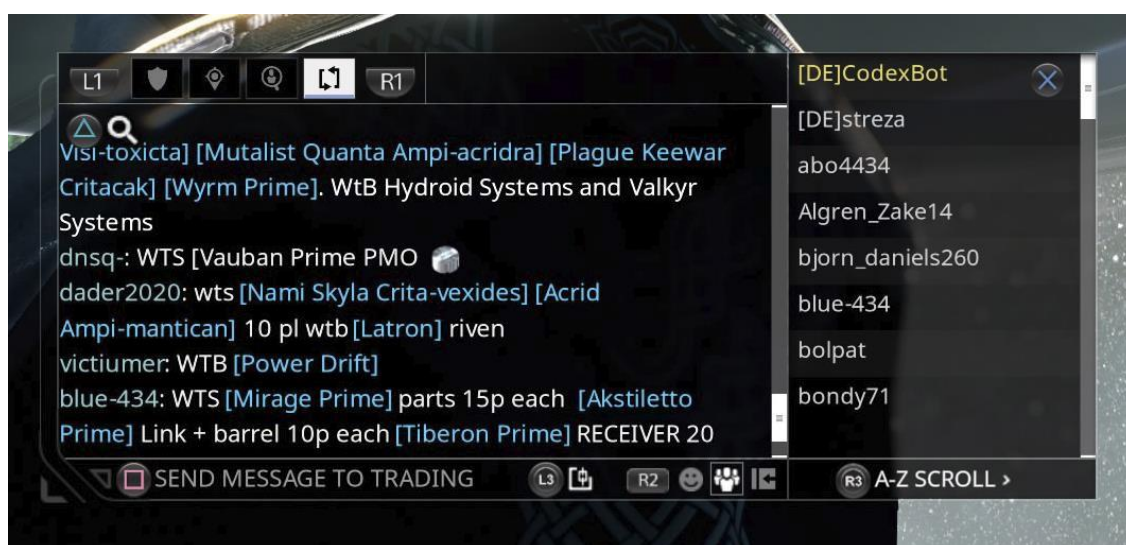 L1
R1
Visi-toxicta] [Mutalist Quanta Ampi-acridra] [Plague Keewar
Critacak] [Wyrm Prime]. WtB Hydroid Systems and Valkyr
Systems
dnsq-: WTS [Vauban Prime PMO
dader2020: wts [Nami Skyla Crita-vexides] [Acrid
Ampi-mantican] 10 pl wtb [Latron] riven
victiumer: WTB [Power Drift]
blue-434: WTS [Mirage Prime] parts 15p each [Akstiletto
Prime] Link + barrel 10p each [Tiberon Prime] RECEIVER 20
SEND MESSAGE TO TRADING
L3
R2
[DE]CodexBot
[DE]streza
abo4434
Algren_Zake14
bjorn_daniels260
blue-434
bolpat
bondy71
R3 A-Z SCROLL >